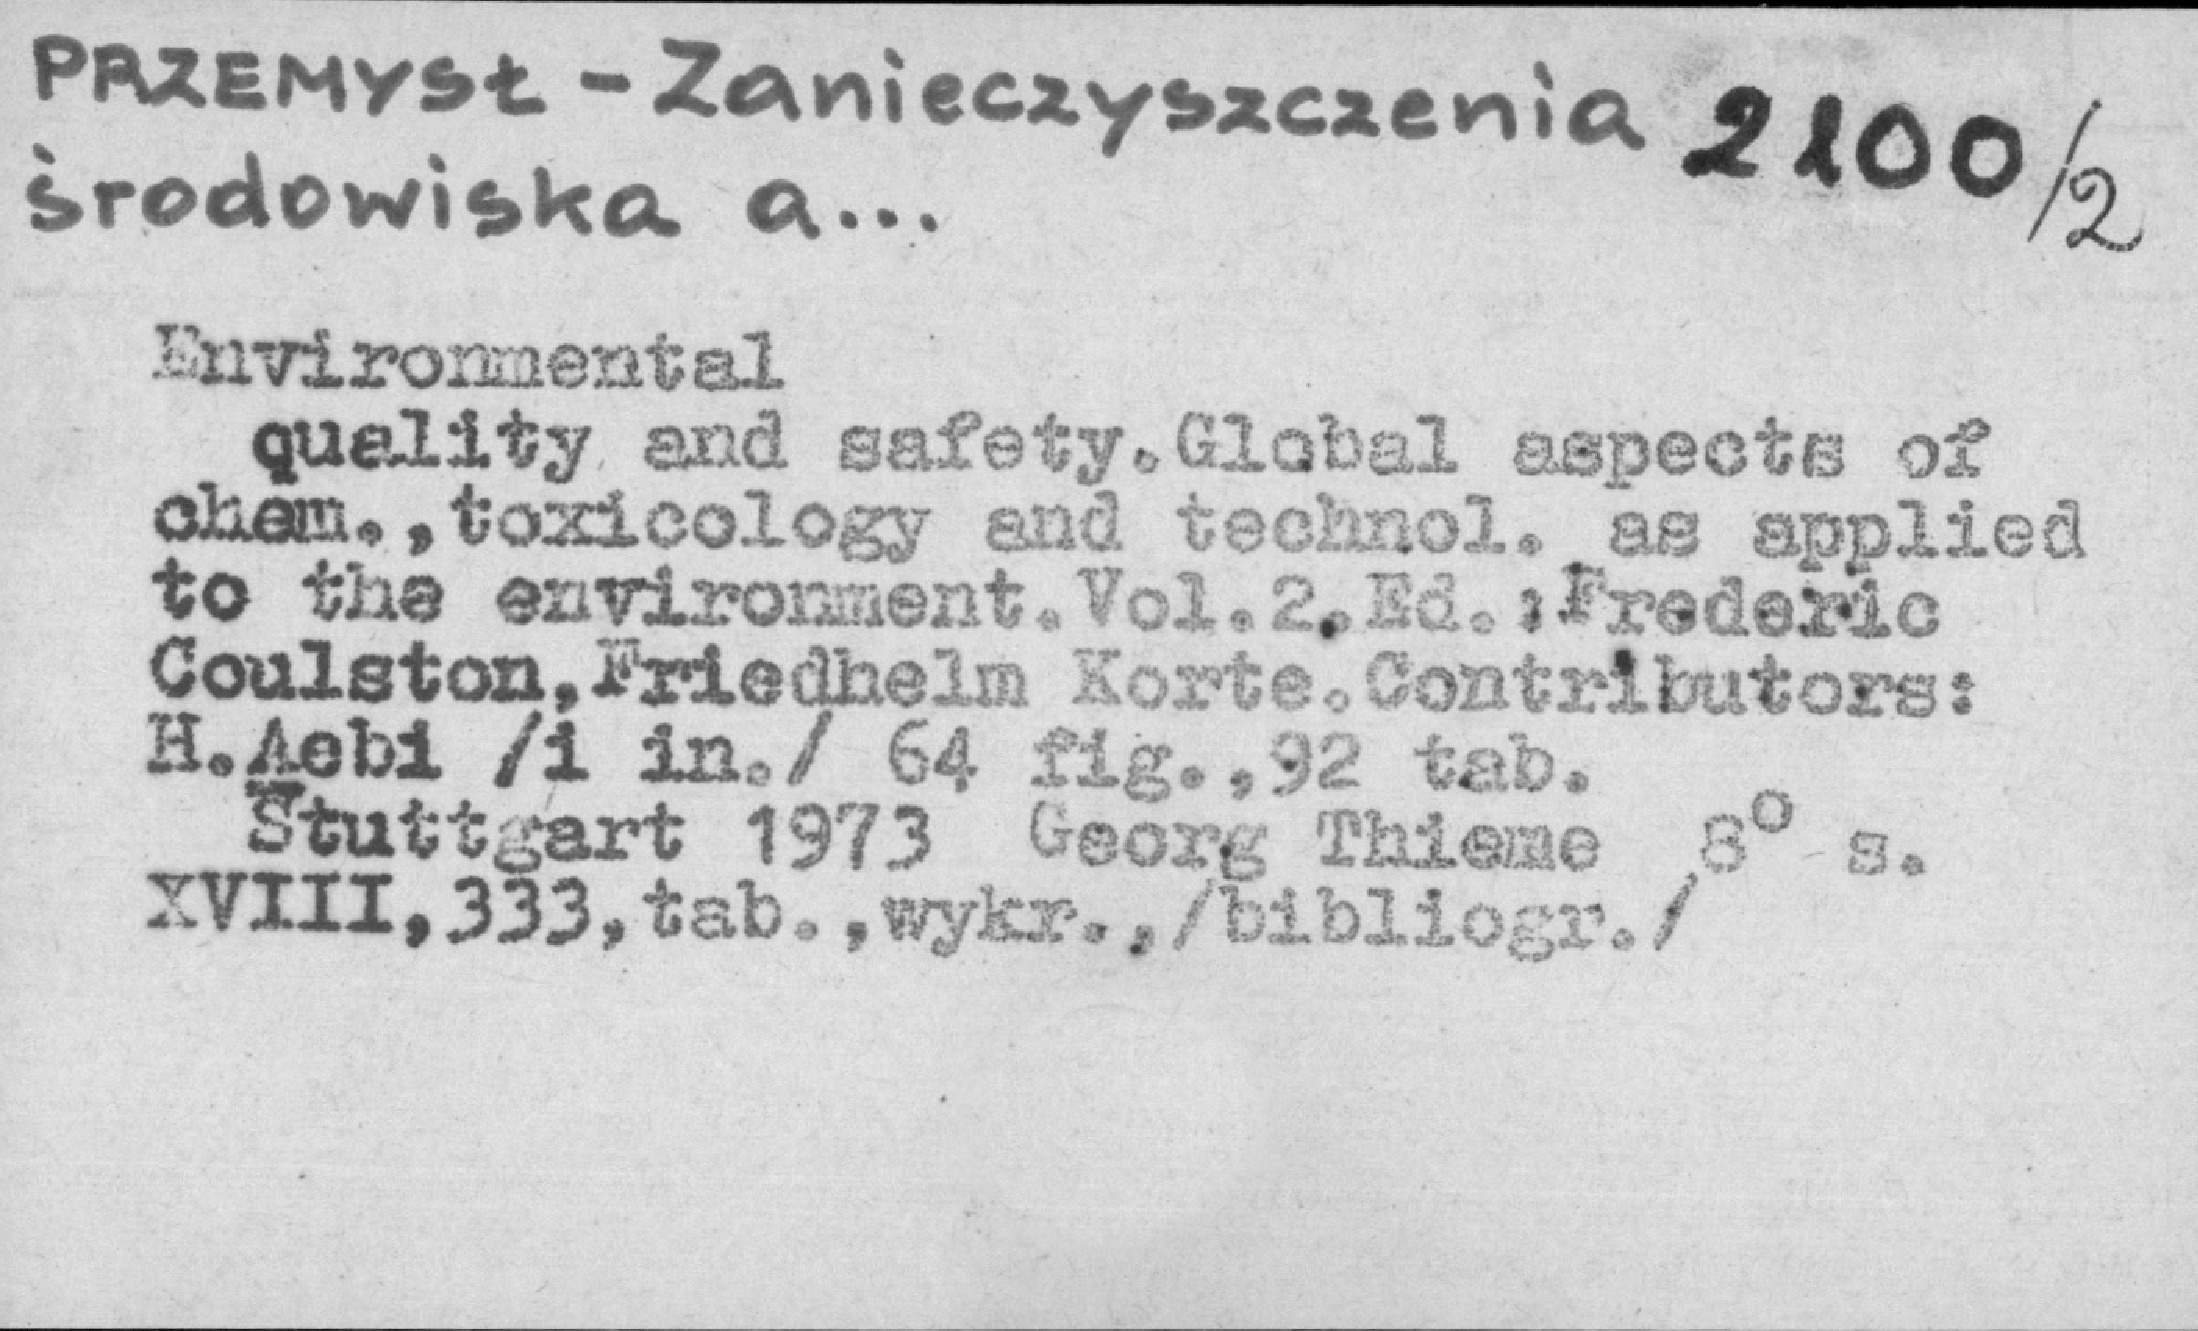 PRZEMYSŁ - Zanieczyszczenia 2100/2
środowiska a...
Environmental
quality and safety.Global aspects of
chem.,toxicology and technol. as applied
to the environment.Vol.2.Ed.:Frederic
Coulston,Friedhelm Korte.Contributors:
H.Aebi /i in./ 64 fig.,92 tab.
Stuttgart 1973 Georg Thieme 8° s.
XVIII,333,tab.,wykr.,/bibliogr./